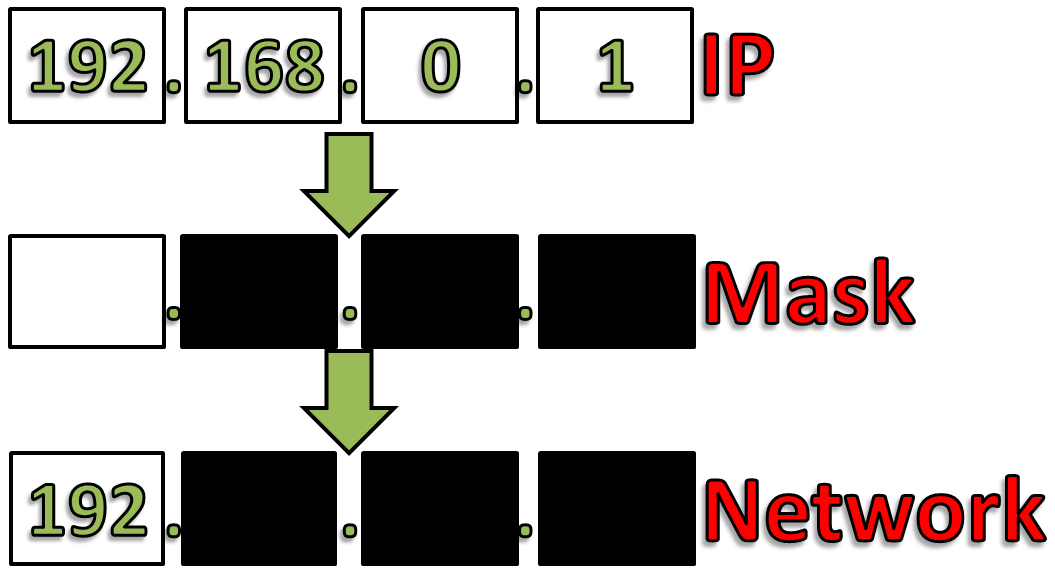 192.168.0.1 IP
. . . Mask
192. . . Network